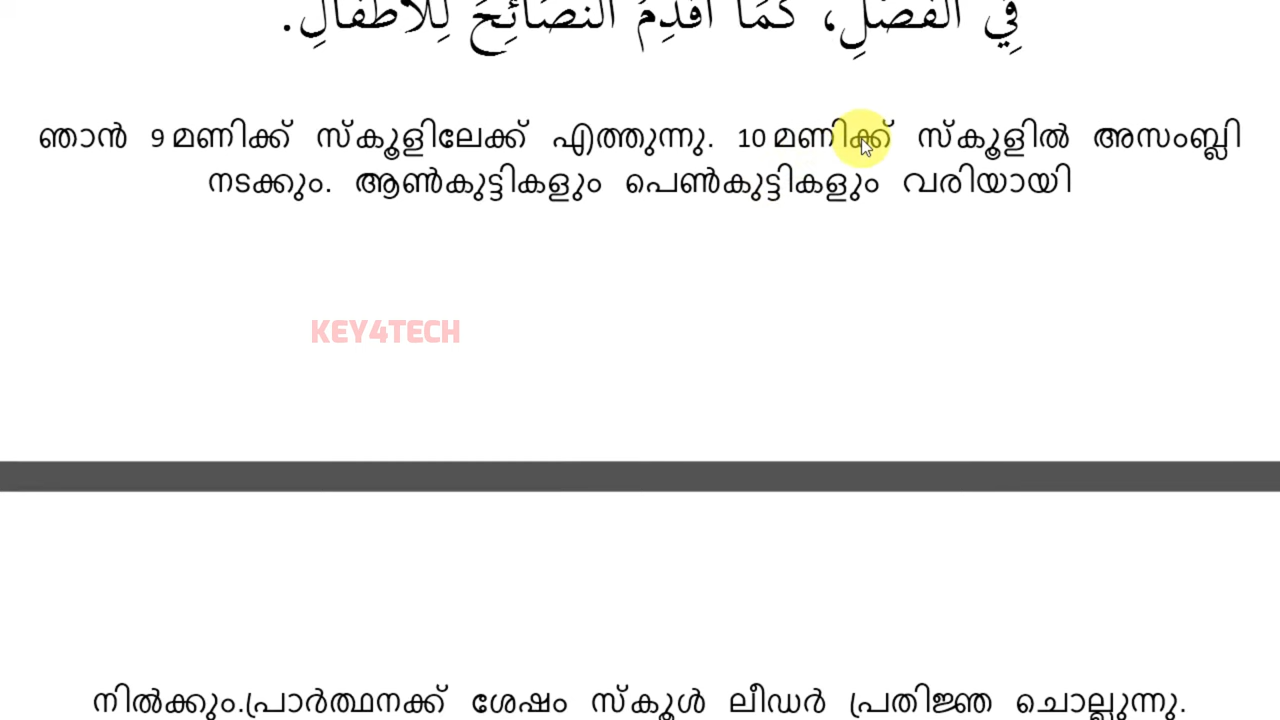 فِي الْفَصْلِ، كَمَا أُقَدِّمُ النَّصَائِحَ لِلْأَطْفَالِ.
ഞാൻ 9 മണിക്ക് സ്കൂളിലേക്ക് എത്തുന്നു. 10 മണിക്ക് സ്കൂളിൽ അസംബ്ലി
നടക്കും. ആൺകുട്ടികളും പെൺകുട്ടികളും വരിയായി
KEY4TECH
നിൽക്കും.പ്രാർത്ഥനക്ക് ശേഷം സ്കൂൾ ലീഡർ പ്രതിജ്ഞ ചൊല്ലുന്നു.